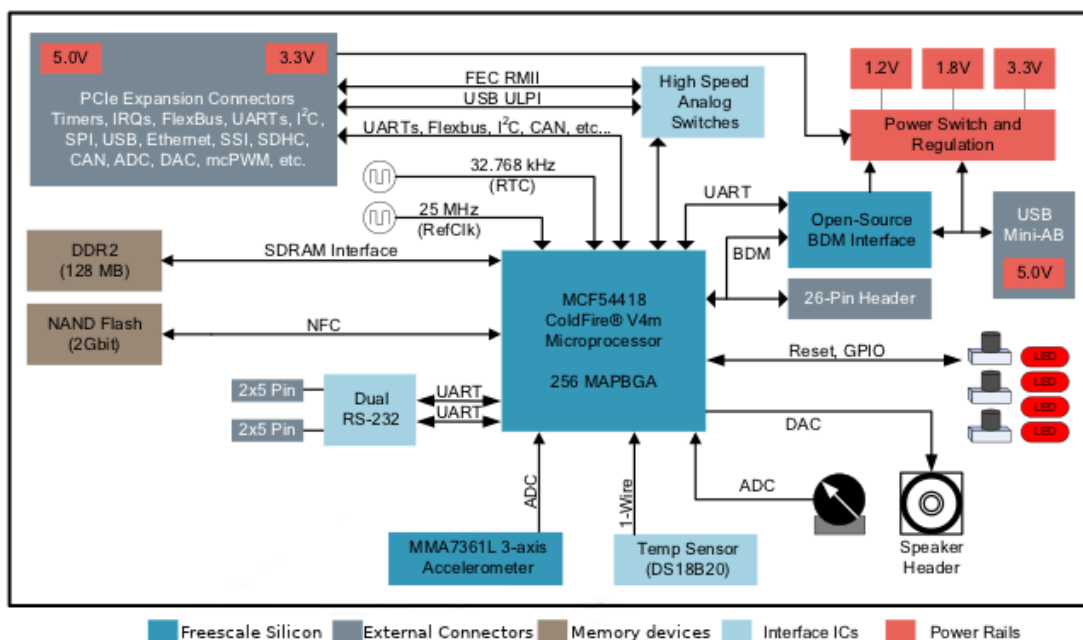 5.0V
3.3V
PCIe Expansion Connectors
Timers, IRQs, FlexBus, UARTs, I²C,
SPI, USB, Ethernet, SSI, SDHC,
CAN, ADC, DAC, mcPWM, etc.
FEC RMII
USB ULPI
UARTs, Flexbus, I²C, CAN, etc...
High Speed
Analog
Switches
1.2V
1.8V
3.3V
Power Switch and
Regulation
32.768 kHz
(RTC)
25 MHz
(RefClk)
UART
BDM
Open-Source
BDM Interface
USB
Mini-AB
5.0V
26-Pin Header
DDR2
(128 MB)
SDRAM Interface
NAND Flash
(2Gbit)
NFC
MCF54418
ColdFire® V4m
Microprocessor
256 MAPBGA
Reset, GPIO
LED
LED
LED
LED
2x5 Pin
2x5 Pin
Dual
RS-232
UART
UART
DAC
ADC
1-Wire
ADC
MMA7361L 3-axis
Accelerometer
Temp Sensor
(DS18B20)
Speaker
Header
Freescale Silicon
External Connectors
Memory devices
Interface ICs
Power Rails